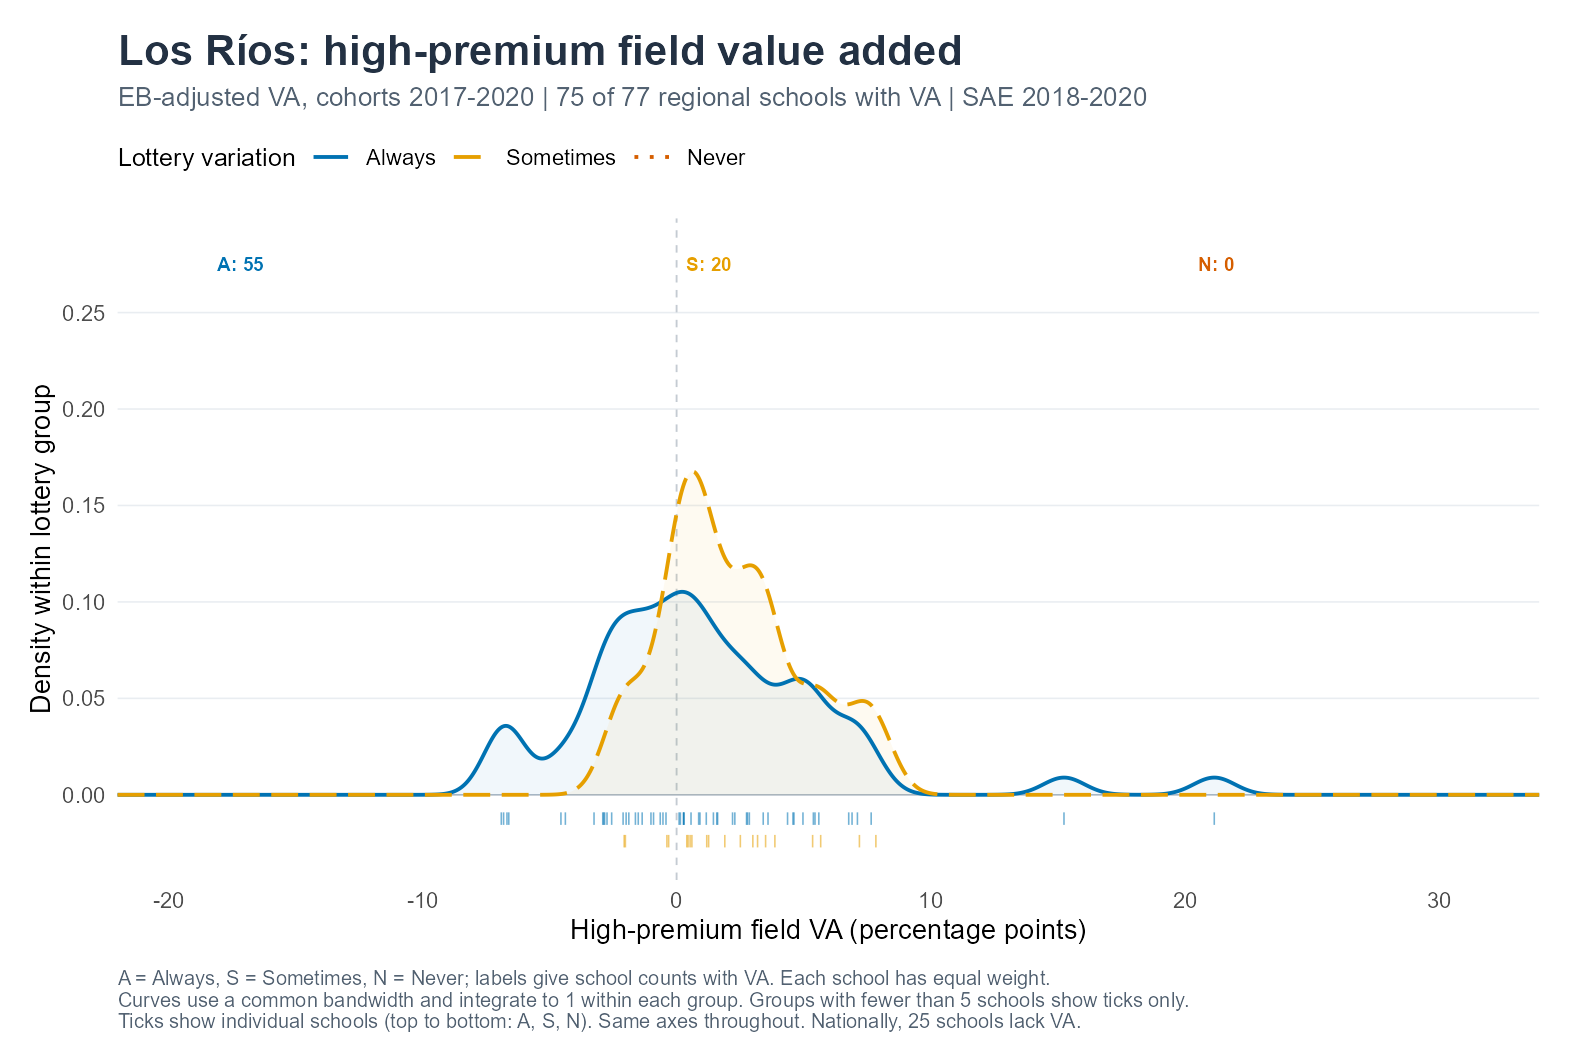 Los Ríos: high-premium field value added
EB-adjusted VA, cohorts 2017-2020 | 75 of 77 regional schools with VA | SAE 2018-2020
Lottery variation Always Sometimes Never
A: 55 S: 20 N: 0
0.25
0.20
0.15
0.10
0.05
0.00
Density within lottery group
-20 -10 0 10 20 30
High-premium field VA (percentage points)
A = Always, S = Sometimes, N = Never; labels give school counts with VA. Each school has equal weight.
Curves use a common bandwidth and integrate to 1 within each group. Groups with fewer than 5 schools show ticks only.
Ticks show individual schools (top to bottom: A, S, N). Same axes throughout. Nationally, 25 schools lack VA.